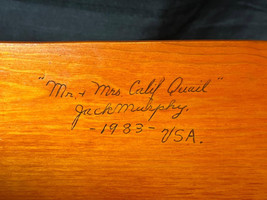 "Mr. + Mrs Calif Quail"
Jack Murphy.
- 1983 - USA.